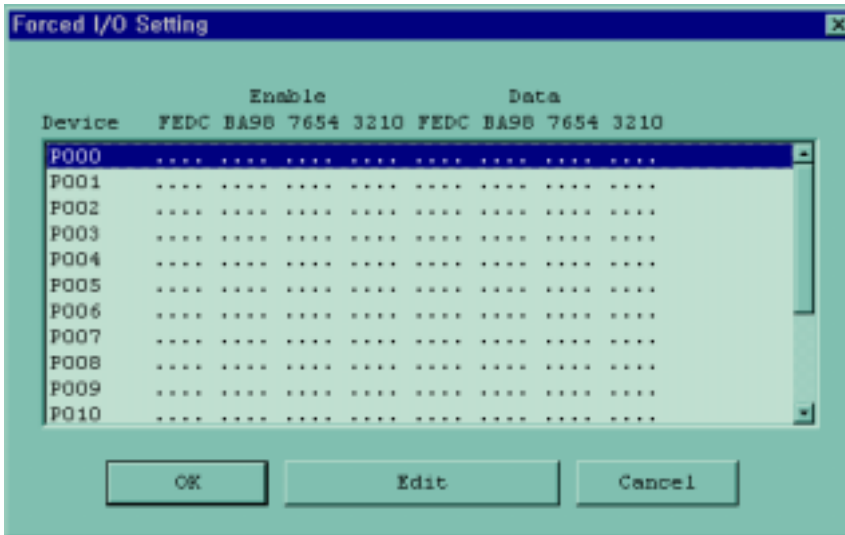 Forced I/O Setting
Enable Data
Device FEDC BA98 7654 3210 FEDC BA98 7654 3210
P000 .... .... .... .... .... .... .... ....
P001 .... .... .... .... .... .... .... ....
P002 .... .... .... .... .... .... .... ....
P003 .... .... .... .... .... .... .... ....
P004 .... .... .... .... .... .... .... ....
P005 .... .... .... .... .... .... .... ....
P006 .... .... .... .... .... .... .... ....
P007 .... .... .... .... .... .... .... ....
P008 .... .... .... .... .... .... .... ....
P009 .... .... .... .... .... .... .... ....
P010 .... .... .... .... .... .... .... ....
OK Edit Cancel